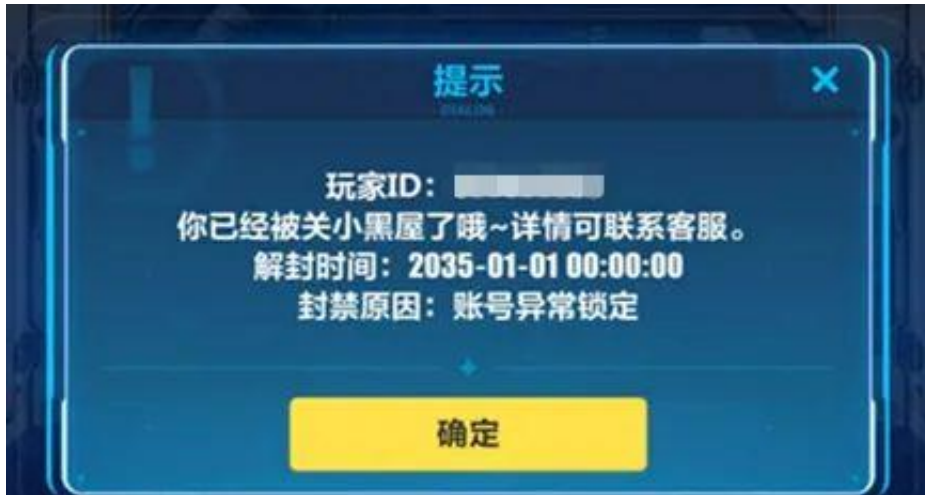 提示
DIALOG
玩家ID：
你已经被关小黑屋了哦~详情可联系客服。
解封时间：2035-01-01 00:00:00
封禁原因：账号异常锁定
确定